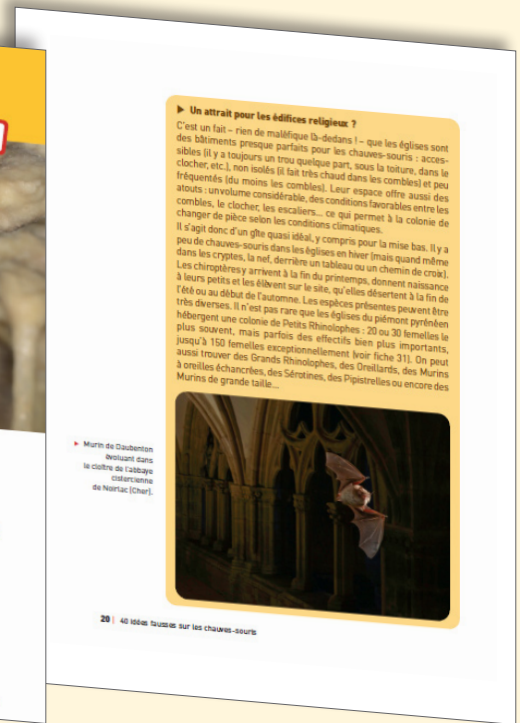 ▶ Un attrait pour les édifices religieux ?
C'est un fait – rien de maléfique là-dedans ! – que les églises sont
des bâtiments presque parfaits pour les chauves-souris : acces-
sibles (il y a toujours un trou quelque part, sous la toiture, dans le
clocher, etc.), non isolés (il fait très chaud dans les combles) et peu
fréquentés (du moins les combles). Leur espace offre aussi des
atouts : un volume considérable, des conditions favorables entre les
combles, le clocher, les escaliers... ce qui permet à la colonie de
changer de pièce selon les conditions climatiques.
Il s'agit donc d'un gîte quasi idéal, y compris pour la mise bas. Il y a
peu de chauves-souris dans les églises en hiver (mais quand même
dans les cryptes, la nef, derrière un tableau ou un chemin de croix).
Les chiroptères y arrivent à la fin du printemps, donnent naissance
à leurs petits et les élèvent sur le site, qu'elles désertent à la fin de
l'été ou au début de l'automne. Les espèces présentes peuvent être
très diverses. Il n'est pas rare que les églises du piémont pyrénéen
hébergent une colonie de Petits Rhinolophes : 20 ou 30 femelles le
plus souvent, mais parfois des effectifs bien plus importants,
jusqu'à 150 femelles exceptionnellement (voir fiche 31). On peut
aussi trouver des Grands Rhinolophes, des Oreillards, des Murins
à oreilles échancrées, des Sérotines, des Pipistrelles ou encore des
Murins de grande taille...
▶ Murin de Daubenton
évoluant dans
le cloître de l'abbaye
cistercienne
de Noirlac (Cher).
20 | 40 idées fausses sur les chauves-souris